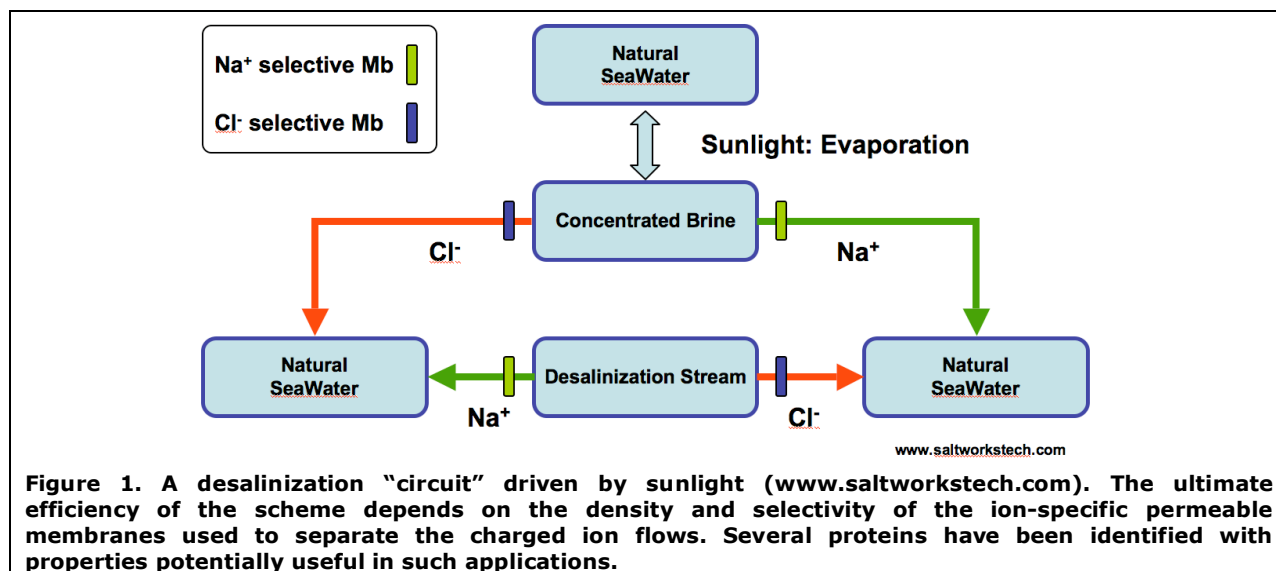 Na⁺ selective Mb
Cl⁻ selective Mb
Natural
SeaWater
Sunlight: Evaporation
Concentrated Brine
Cl⁻
Na⁺
Natural
SeaWater
Desalinization Stream
Natural
SeaWater
Na⁺
Cl⁻
www.saltworkstech.com
Figure 1. A desalinization “circuit” driven by sunlight (www.saltworkstech.com). The ultimate
efficiency of the scheme depends on the density and selectivity of the ion-specific permeable
membranes used to separate the charged ion flows. Several proteins have been identified with
properties potentially useful in such applications.